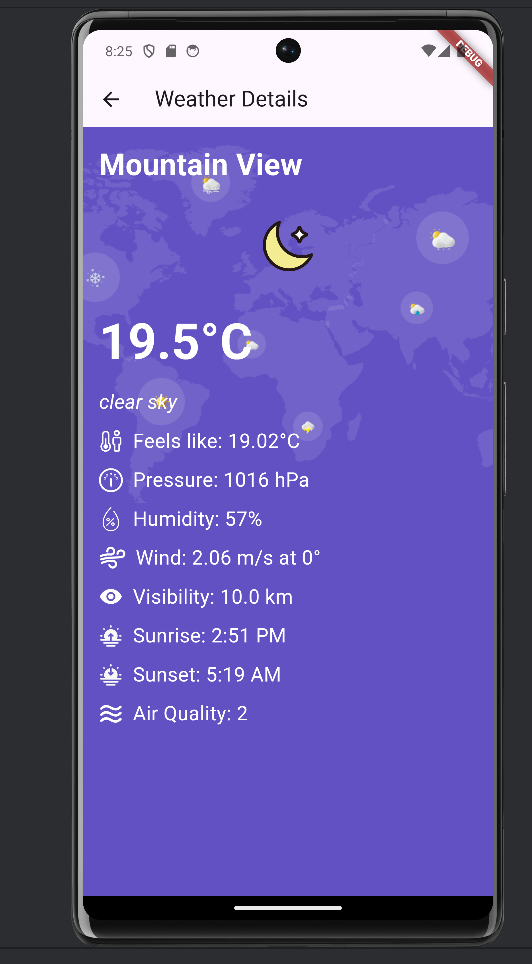 8:25
DEBUG
Weather Details
Mountain View
19.5°C
clear sky
Feels like: 19.02°C
Pressure: 1016 hPa
Humidity: 57%
Wind: 2.06 m/s at 0°
Visibility: 10.0 km
Sunrise: 2:51 PM
Sunset: 5:19 AM
Air Quality: 2